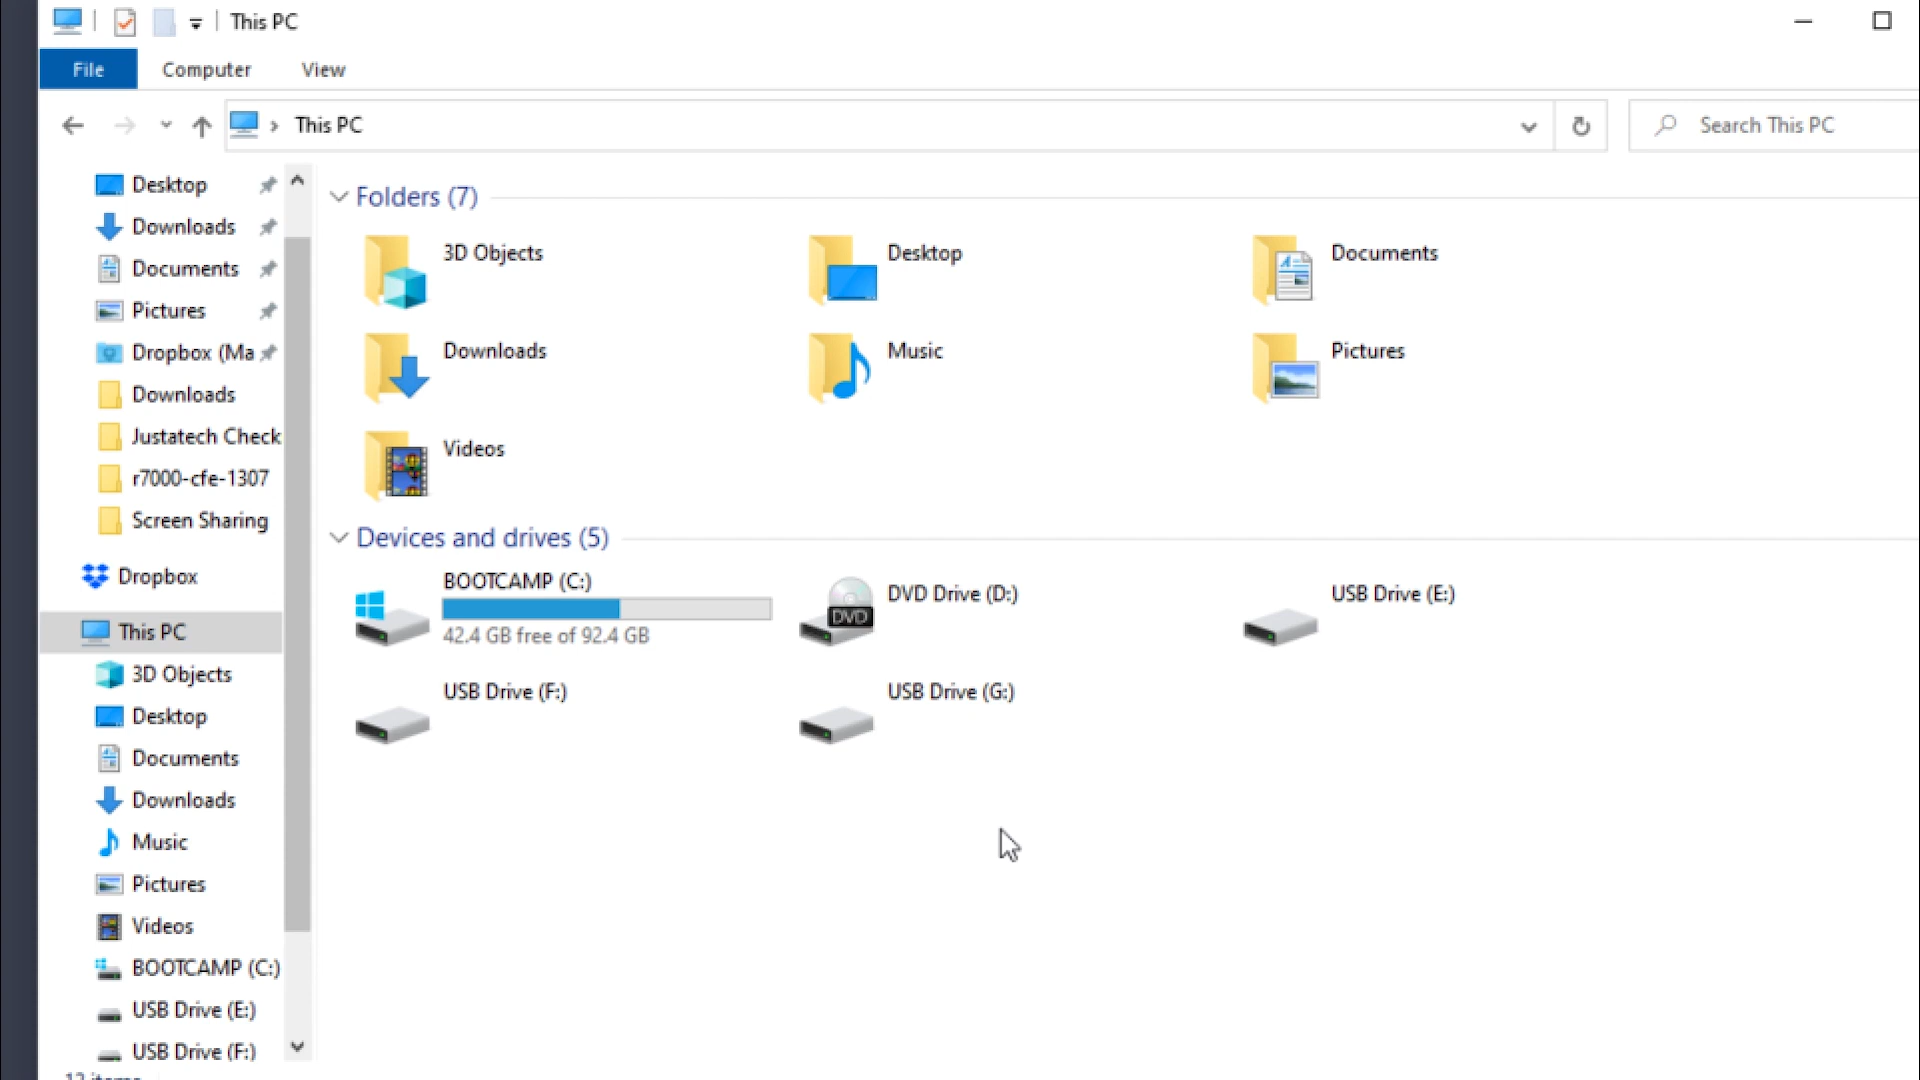 This PC
File
Computer
View
This PC
Search This PC
Desktop
Downloads
Documents
Pictures
Dropbox (Ma
Downloads
Justatech Check
r7000-cfe-1307
Screen Sharing
Dropbox
This PC
3D Objects
Desktop
Documents
Downloads
Music
Pictures
Videos
BOOTCAMP (C:)
USB Drive (E:)
USB Drive (F:)
Folders (7)
3D Objects
Desktop
Documents
Downloads
Music
Pictures
Videos
Devices and drives (5)
BOOTCAMP (C:)
42.4 GB free of 92.4 GB
DVD Drive (D:)
DVD
USB Drive (E:)
USB Drive (F:)
USB Drive (G:)
12 items